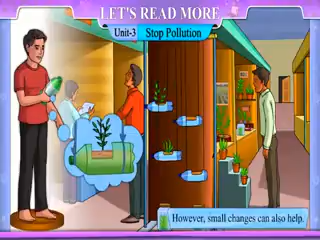 LET'S READ MORE
Unit-3 Stop Pollution
However, small changes can also help.